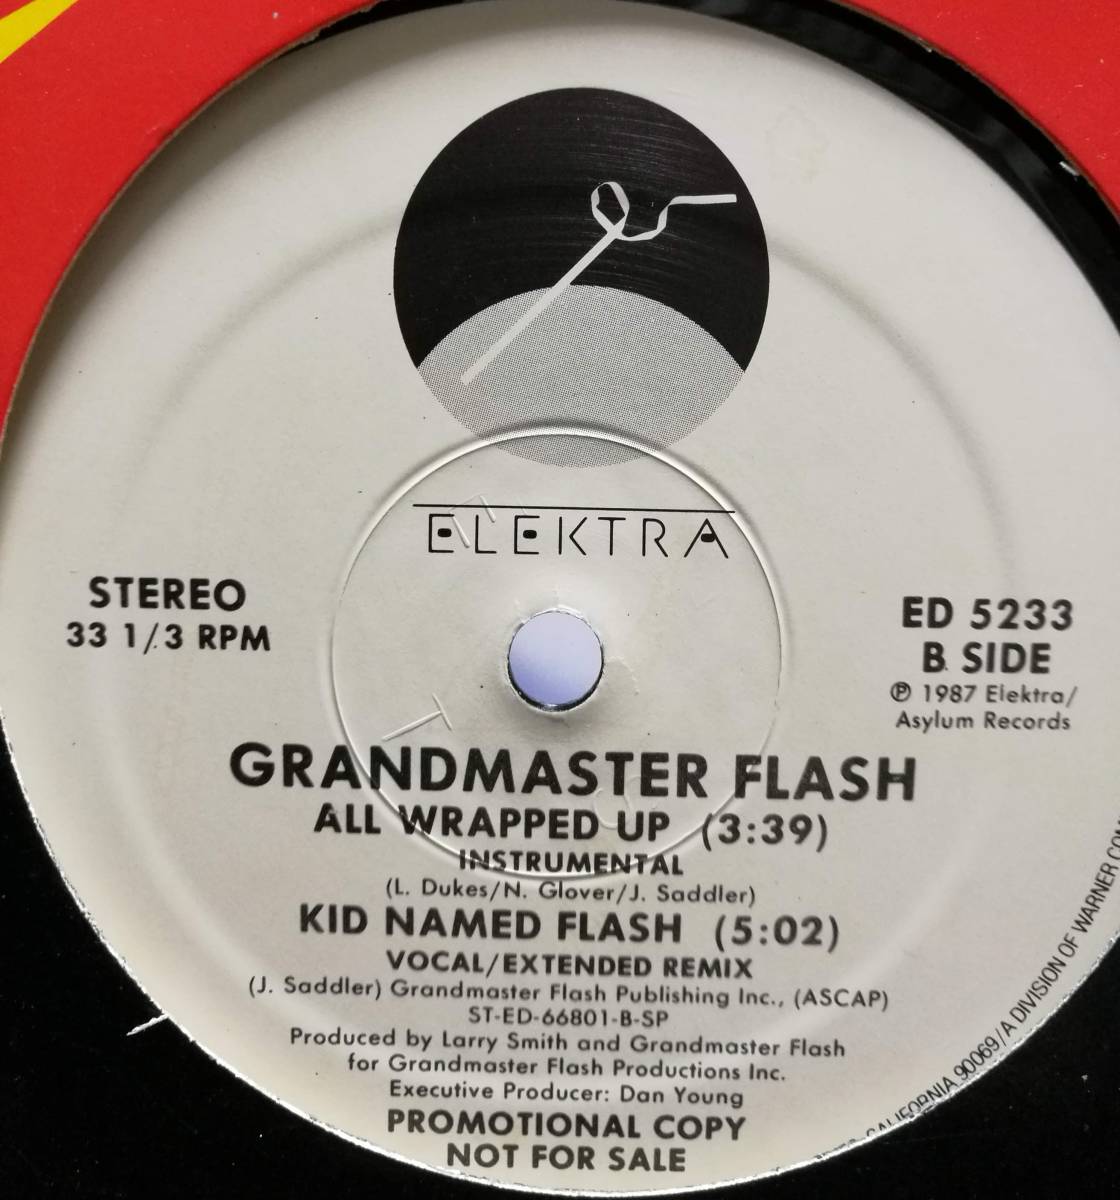 ELEKTRA
STEREO
33 1/3 RPM
ED 5233
B SIDE
℗ 1987 Elektra/
Asylum Records
GRANDMASTER FLASH
ALL WRAPPED UP (3:39)
INSTRUMENTAL
(L. Dukes/N. Glover/J. Saddler)
KID NAMED FLASH (5:02)
VOCAL/EXTENDED REMIX
(J. Saddler) Grandmaster Flash Publishing Inc., (ASCAP)
ST-ED-66801-B-SP
Produced by Larry Smith and Grandmaster Flash
for Grandmaster Flash Productions Inc.
Executive Producer: Dan Young
PROMOTIONAL COPY
NOT FOR SALE
CALIFORNIA 90069/A DIVISION OF WARNER COM